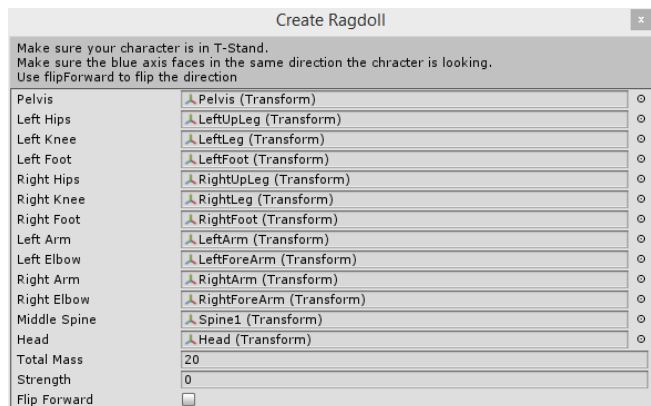 Create Ragdoll
x
Make sure your character is in T-Stand.
Make sure the blue axis faces in the same direction the chracter is looking.
Use flipForward to flip the direction
Pelvis Pelvis (Transform)
Left Hips LeftUpLeg (Transform)
Left Knee LeftLeg (Transform)
Left Foot LeftFoot (Transform)
Right Hips RightUpLeg (Transform)
Right Knee RightLeg (Transform)
Right Foot RightFoot (Transform)
Left Arm LeftArm (Transform)
Left Elbow LeftForeArm (Transform)
Right Arm RightArm (Transform)
Right Elbow RightForeArm (Transform)
Middle Spine Spine1 (Transform)
Head Head (Transform)
Total Mass 20
Strength 0
Flip Forward